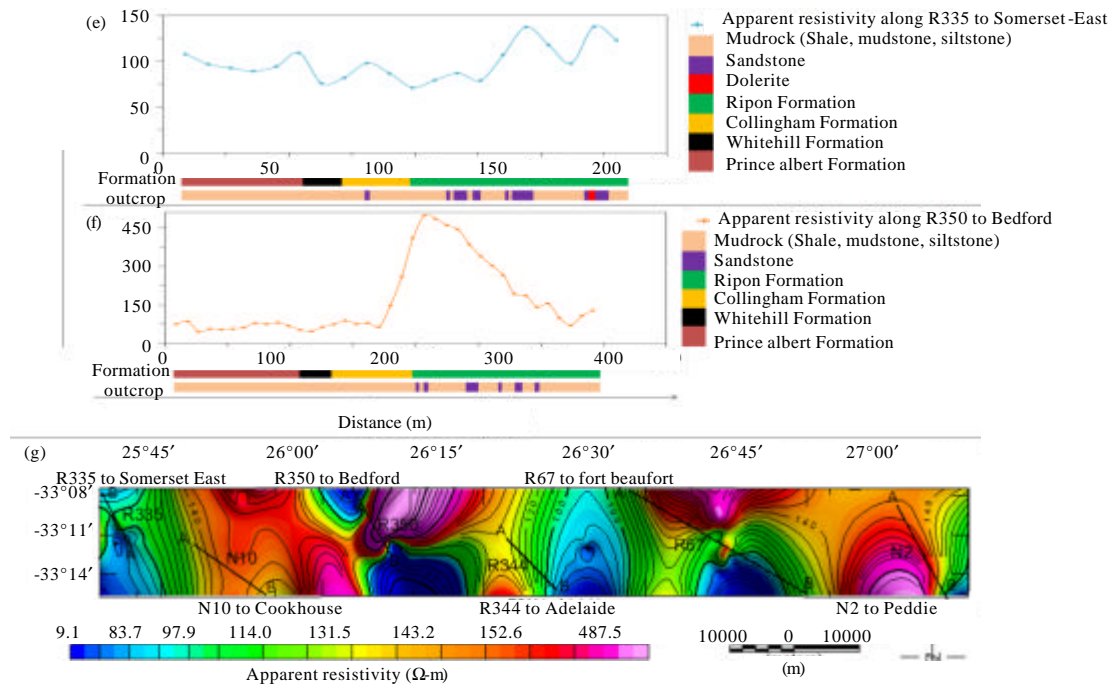 (e)
150
100
50
0
0 50 100 150 200
Formation
outcrop
Apparent resistivity along R335 to Somerset-East
Mudrock (Shale, mudstone, siltstone)
Sandstone
Dolerite
Ripon Formation
Collingham Formation
Whitehill Formation
Prince albert Formation
(f)
450
300
150
0
0 100 200 300 400
Formation
outcrop
Apparent resistivity along R350 to Bedford
Mudrock (Shale, mudstone, siltstone)
Sandstone
Ripon Formation
Collingham Formation
Whitehill Formation
Prince albert Formation
Distance (m)
(g)
25°45′ 26°00′ 26°15′ 26°30′ 26°45′ 27°00′
R335 to Somerset East R350 to Bedford R67 to fort beaufort
-33°08′
-33°11′
-33°14′
R335
A N10 B
R350
A R344 B
A R67 B
A N2
140
140
N10 to Cookhouse R344 to Adelaide N2 to Peddie
9.1 83.7 97.9 114.0 131.5 143.2 152.6 487.5
Apparent resistivity (Ω-m)
10000 0 10000
(m)